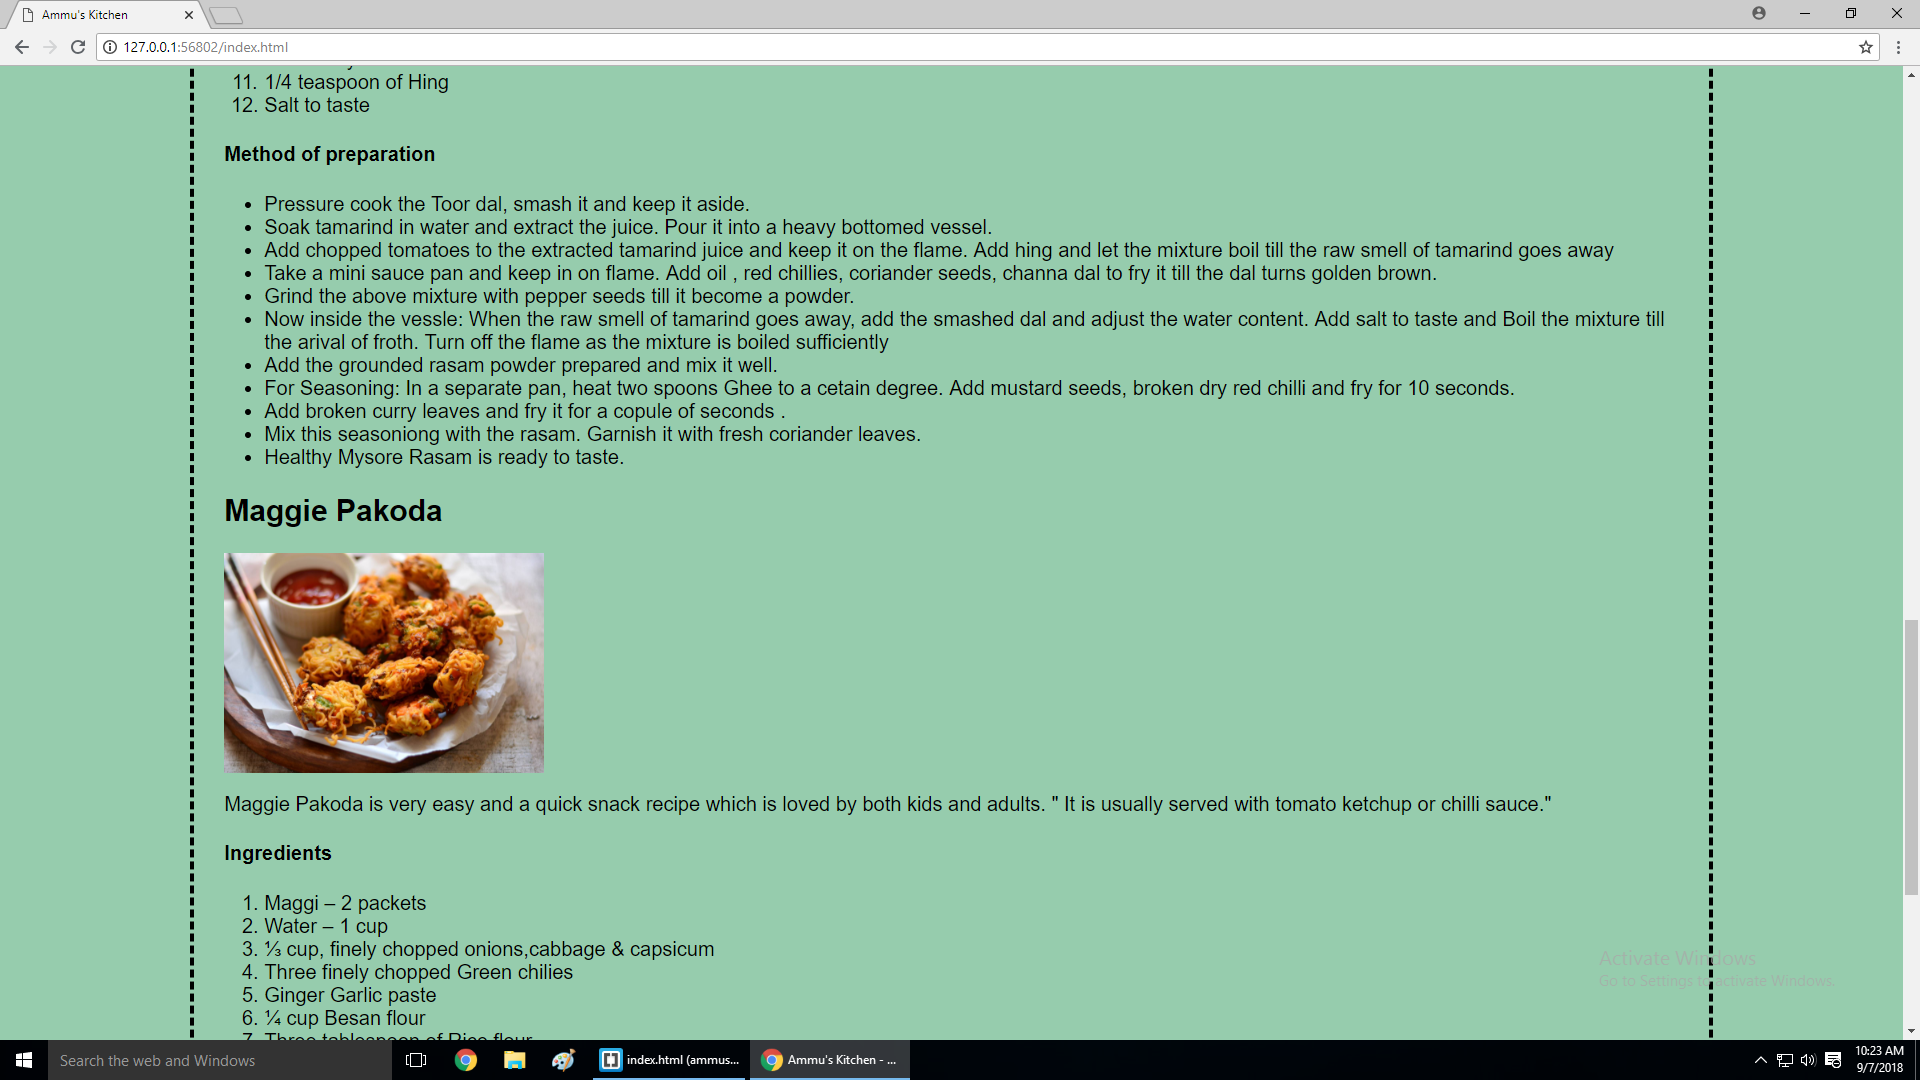 Ammu's Kitchen
127.0.0.1:56802/index.html
11. 1/4 teaspoon of Hing
12. Salt to taste
Method of preparation
• Pressure cook the Toor dal, smash it and keep it aside.
• Soak tamarind in water and extract the juice. Pour it into a heavy bottomed vessel.
• Add chopped tomatoes to the extracted tamarind juice and keep it on the flame. Add hing and let the mixture boil till the raw smell of tamarind goes away
• Take a mini sauce pan and keep in on flame. Add oil , red chillies, coriander seeds, channa dal to fry it till the dal turns golden brown.
• Grind the above mixture with pepper seeds till it become a powder.
• Now inside the vessle: When the raw smell of tamarind goes away, add the smashed dal and adjust the water content. Add salt to taste and Boil the mixture till
the arival of froth. Turn off the flame as the mixture is boiled sufficiently
• Add the grounded rasam powder prepared and mix it well.
• For Seasoning: In a separate pan, heat two spoons Ghee to a cetain degree. Add mustard seeds, broken dry red chilli and fry for 10 seconds.
• Add broken curry leaves and fry it for a copule of seconds .
• Mix this seasoniong with the rasam. Garnish it with fresh coriander leaves.
• Healthy Mysore Rasam is ready to taste.
Maggie Pakoda
Maggie Pakoda is very easy and a quick snack recipe which is loved by both kids and adults. " It is usually served with tomato ketchup or chilli sauce."
Ingredients
1. Maggi – 2 packets
2. Water – 1 cup
3. ⅓ cup, finely chopped onions,cabbage & capsicum
4. Three finely chopped Green chilies
5. Ginger Garlic paste
6. ¼ cup Besan flour
7. Three tablespoon of Rice flour
Activate Windows
Go to Settings to activate Windows.
Search the web and Windows
index.html (ammus...
Ammu's Kitchen - ...
10:23 AM
9/7/2018